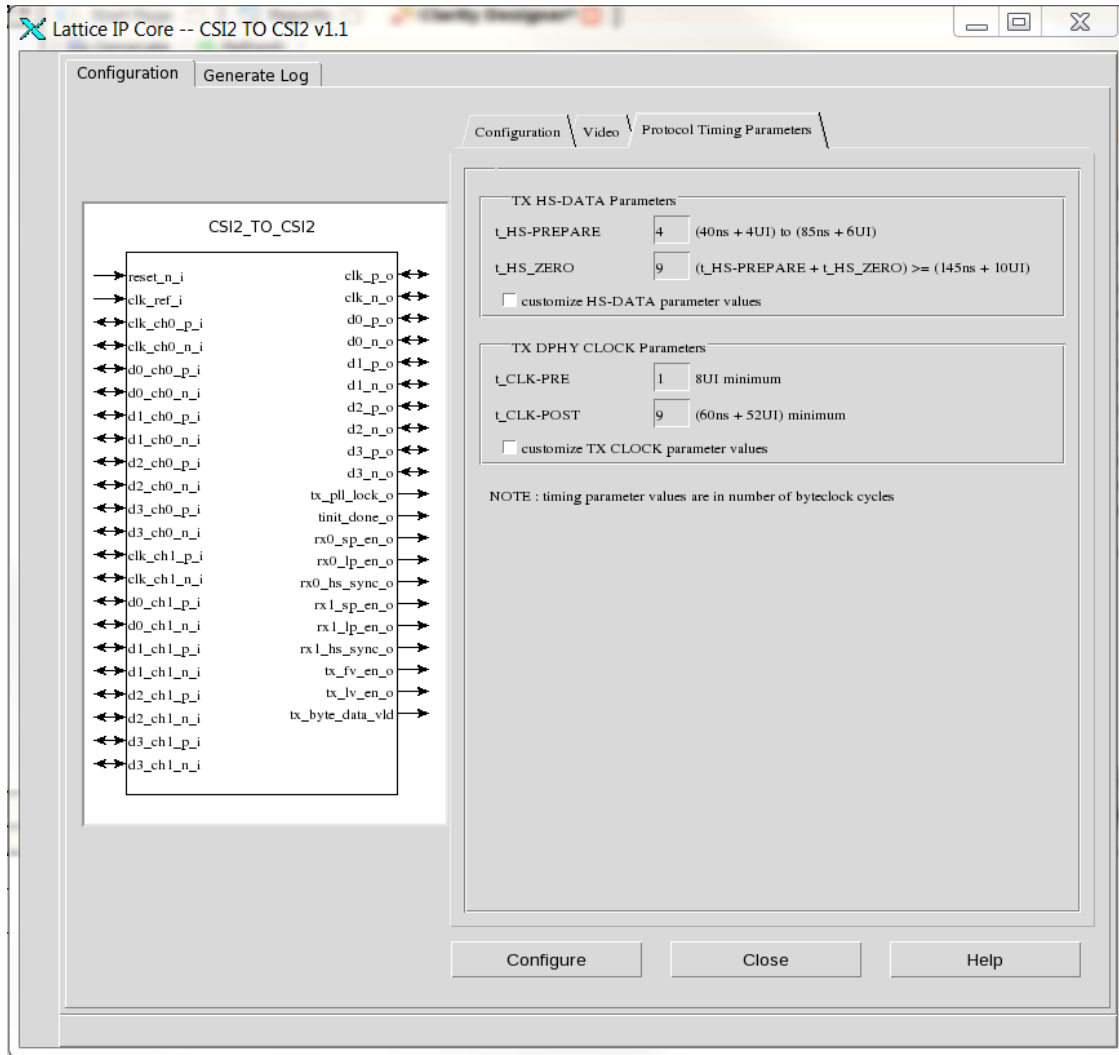 Lattice IP Core -- CSI2 TO CSI2 v1.1
Configuration Generate Log
Configuration Video Protocol Timing Parameters
CSI2_TO_CSI2
reset_n_i clk_p_o
clk_ref_i clk_n_o
clk_ch0_p_i d0_p_o
clk_ch0_n_i d0_n_o
d0_ch0_p_i d1_p_o
d0_ch0_n_i d1_n_o
d1_ch0_p_i d2_p_o
d1_ch0_n_i d2_n_o
d2_ch0_p_i d3_p_o
d2_ch0_n_i d3_n_o
d3_ch0_p_i tx_pll_lock_o
d3_ch0_n_i tinit_done_o
clk_ch1_p_i rx0_sp_en_o
clk_ch1_n_i rx0_lp_en_o
d0_ch1_p_i rx0_hs_sync_o
d0_ch1_n_i rx1_sp_en_o
d1_ch1_p_i rx1_lp_en_o
d1_ch1_n_i rx1_hs_sync_o
d2_ch1_p_i tx_fv_en_o
d2_ch1_n_i tx_lv_en_o
d3_ch1_p_i tx_byte_data_vld
d3_ch1_n_i
TX HS-DATA Parameters
t_HS-PREPARE 4 (40ns + 4UI) to (85ns + 6UI)
t_HS_ZERO 9 (t_HS-PREPARE + t_HS_ZERO) >= (145ns + 10UI)
customize HS-DATA parameter values
TX DPHY CLOCK Parameters
t_CLK-PRE 1 8UI minimum
t_CLK-POST 9 (60ns + 52UI) minimum
customize TX CLOCK parameter values
NOTE : timing parameter values are in number of byteclock cycles
Configure Close Help